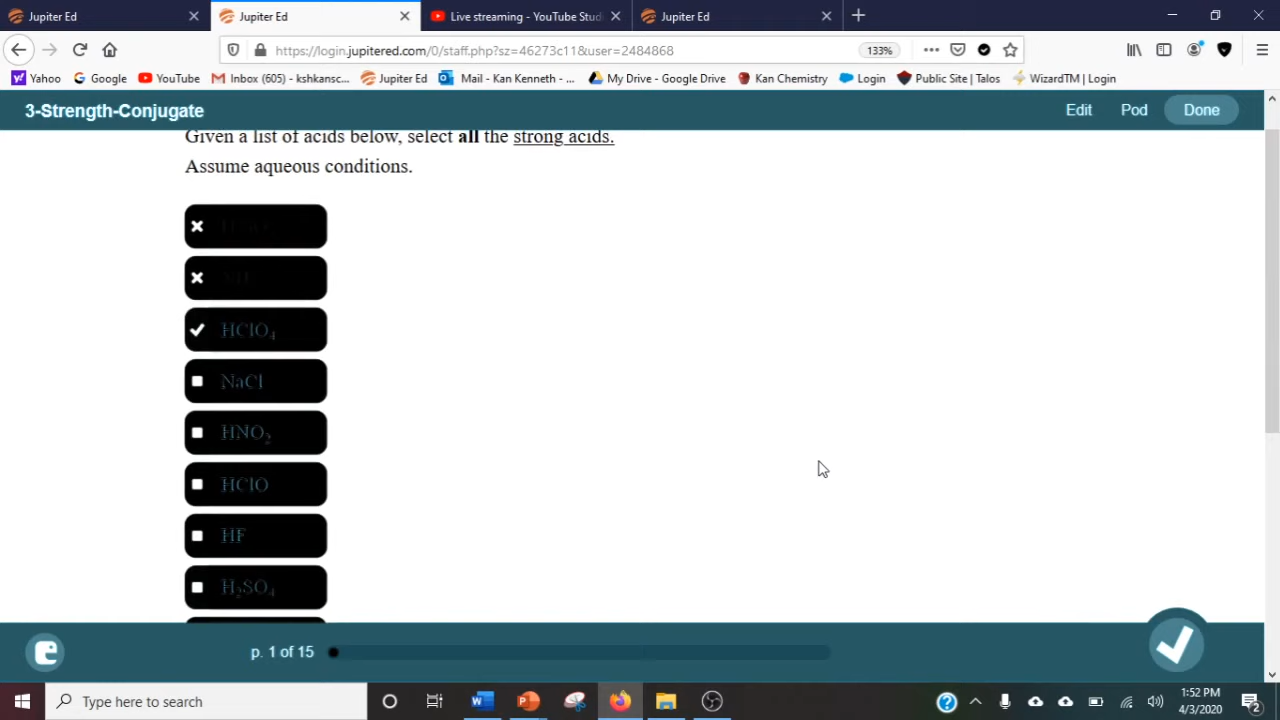 Jupiter Ed
Jupiter Ed
Live streaming - YouTube Stud
Jupiter Ed
https://login.jupitered.com/0/staff.php?sz=46273c11&user=2484868
133%
Yahoo
Google
YouTube
Inbox (605) - kshkansc...
Jupiter Ed
Mail - Kan Kenneth - ...
My Drive - Google Drive
Kan Chemistry
Login
Public Site | Talos
WizardTM | Login
3-Strength-Conjugate
Edit
Pod
Done
Given a list of acids below, select all the strong acids.
Assume aqueous conditions.
HClO₄
NaCl
HNO₂
HClO
HF
H₂SO₄
p. 1 of 15
Type here to search
1:52 PM
4/3/2020
2